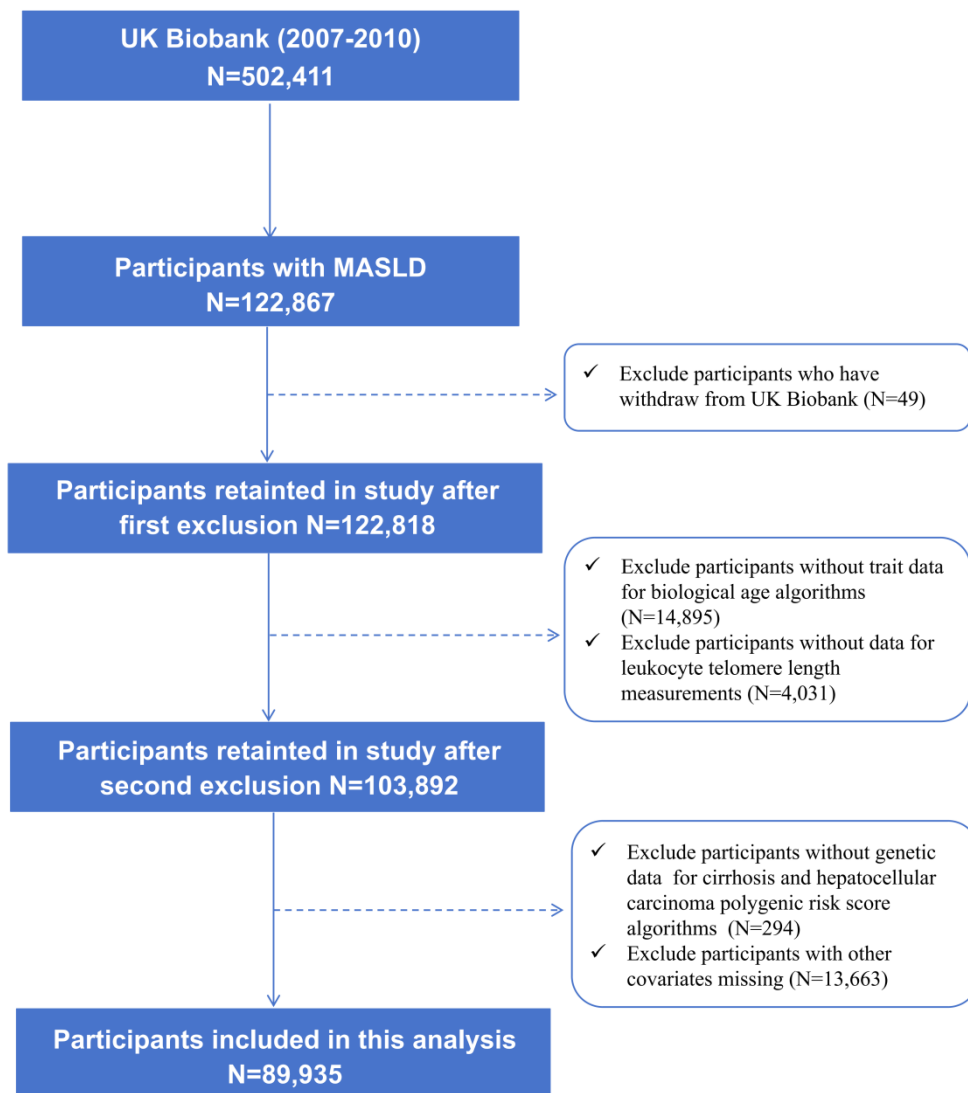 UK Biobank (2007-2010)
N=502,411
Participants with MASLD
N=122,867
✓ Exclude participants who have
withdraw from UK Biobank (N=49)
Participants retainted in study after
first exclusion N=122,818
✓ Exclude participants without trait data
for biological age algorithms
(N=14,895)
✓ Exclude participants without data for
leukocyte telomere length
measurements (N=4,031)
Participants retainted in study after
second exclusion N=103,892
✓ Exclude participants without genetic
data for cirrhosis and hepatocellular
carcinoma polygenic risk score
algorithms (N=294)
✓ Exclude participants with other
covariates missing (N=13,663)
Participants included in this analysis
N=89,935